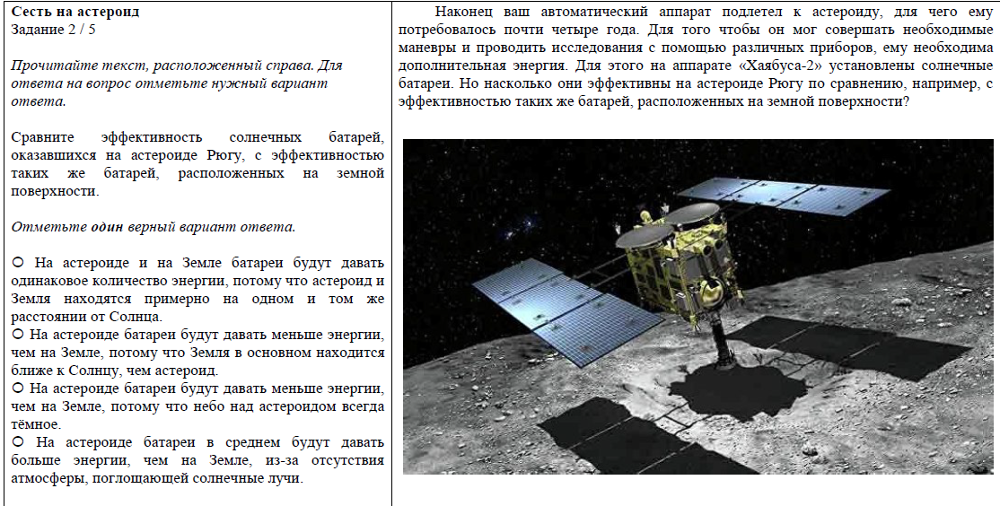 Сесть на астероид
Задание 2 / 5
Прочитайте текст, расположенный справа. Для
ответа на вопрос отметьте нужный вариант
ответа.
Сравните эффективность солнечных батарей,
оказавшихся на астероиде Рюгу, с эффективностью
таких же батарей, расположенных на земной
поверхности.
Отметьте один верный вариант ответа.
О На астероиде и на Земле батареи будут давать
одинаковое количество энергии, потому что астероид и
Земля находятся примерно на одном и том же
расстоянии от Солнца.
О На астероиде батареи будут давать меньше энергии,
чем на Земле, потому что Земля в основном находится
ближе к Солнцу, чем астероид.
О На астероиде батареи будут давать меньше энергии,
чем на Земле, потому что небо над астероидом всегда
тёмное.
О На астероиде батареи в среднем будут давать
больше энергии, чем на Земле, из-за отсутствия
атмосферы, поглощающей солнечные лучи.
Наконец ваш автоматический аппарат подлетел к астероиду, для чего ему
потребовалось почти четыре года. Для того чтобы он мог совершать необходимые
маневры и проводить исследования с помощью различных приборов, ему необходима
дополнительная энергия. Для этого на аппарате «Хаябуса-2» установлены солнечные
батареи. Но насколько они эффективны на астероиде Рюгу по сравнению, например, с
эффективностью таких же батарей, расположенных на земной поверхности?